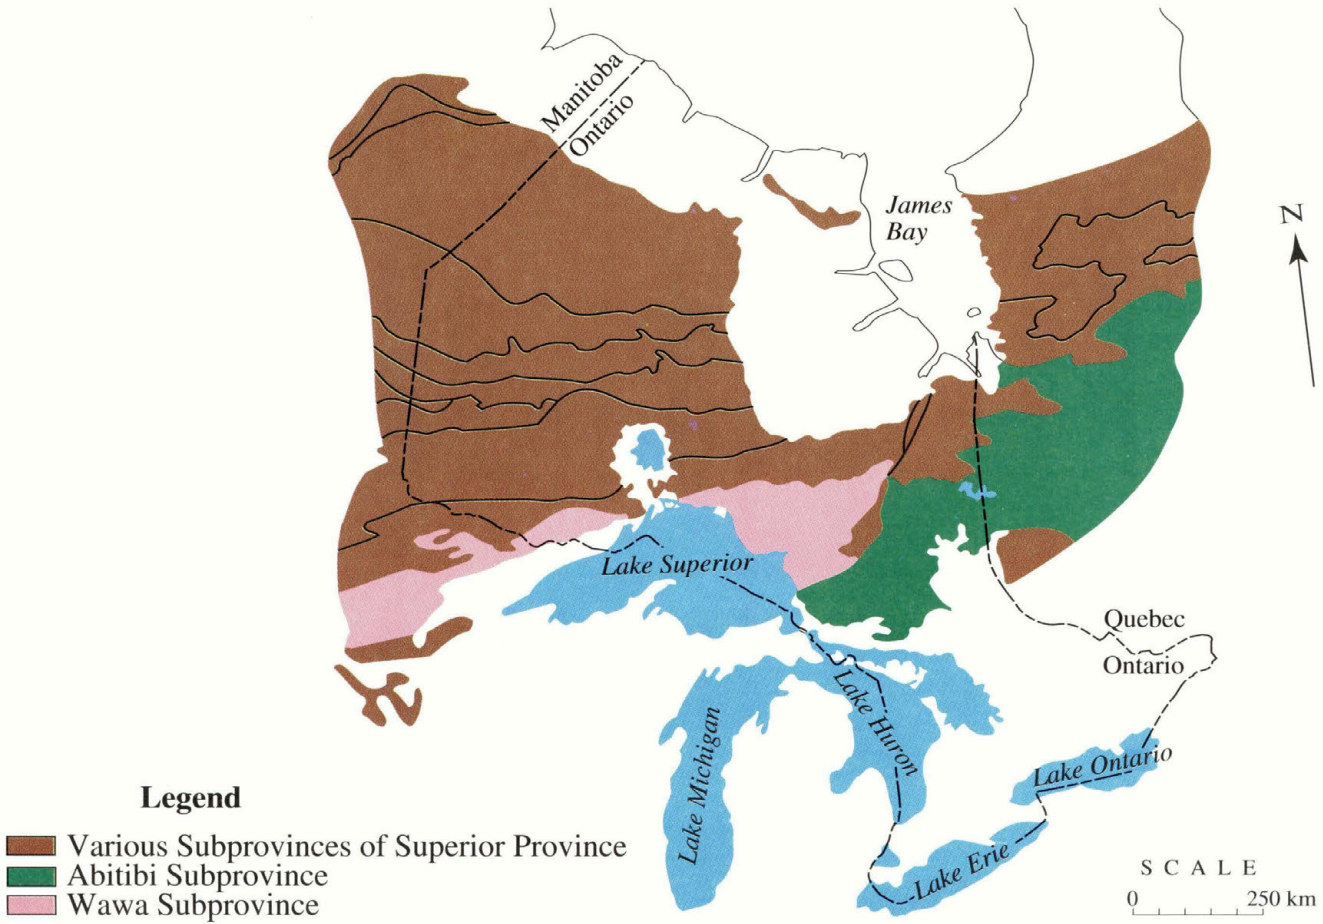 Manitoba
Ontario
James
Bay
N
Lake Superior
Quebec
Ontario
Lake Huron
Lake Michigan
Lake Ontario
Lake Erie
Legend
Various Subprovinces of Superior Province
Abitibi Subprovince
Wawa Subprovince
SCALE
0 250 km